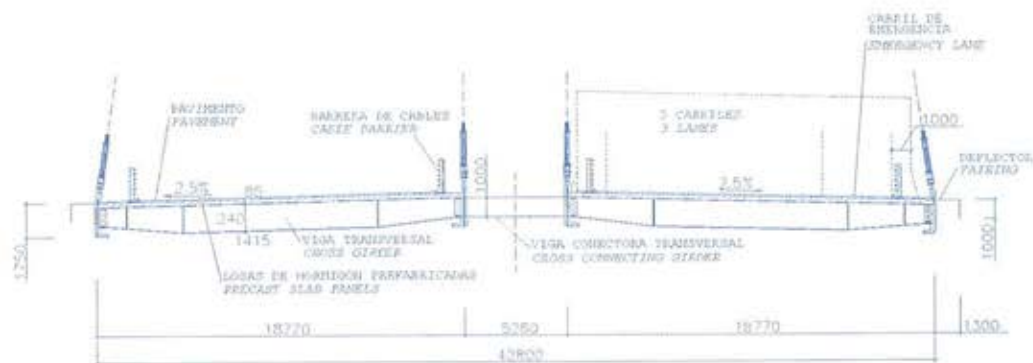 CARRIL DE
EMERGENCIA
EMERGENCY LANE
PAVIMENTO
PAVEMENT
BARRERA DE CABLES
CABLE BARRIER
3 CARRILES
3 LANES
1000
DEFLECTOR
FAIRING
2.5%
85
1000
2.5%
240
1415
1750
1000
VIGA TRANSVERSAL
CROSS GIRDER
VIGA CONECTORA TRANSVERSAL
CROSS CONNECTING GIRDER
LOSAS DE HORMIGON PREFABRICADAS
PRECAST SLAB PANELS
18770
5260
18770
1300
42800